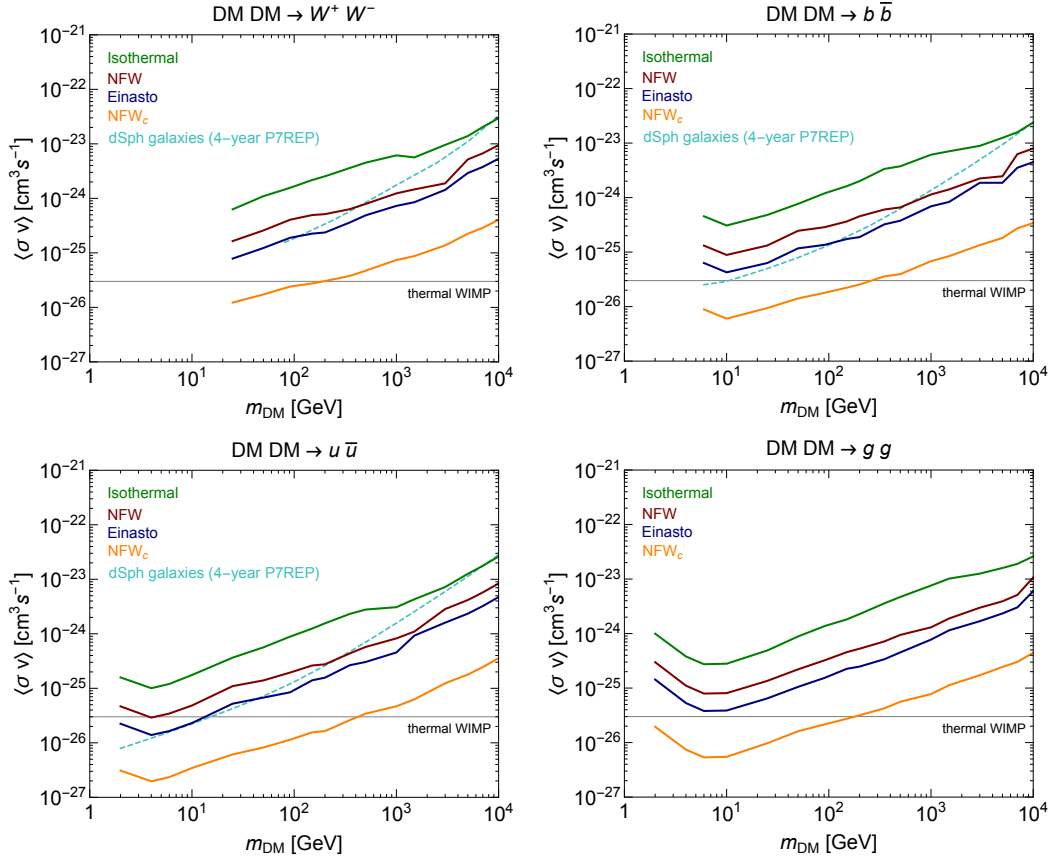 DM DM → W⁺ W⁻
10⁻²¹
10⁻²²
10⁻²³
10⁻²⁴
10⁻²⁵
10⁻²⁶
10⁻²⁷
⟨σ v⟩ [cm³s⁻¹]
Isothermal
NFW
Einasto
NFW_c
dSph galaxies (4−year P7REP)
thermal WIMP
1 10¹ 10² 10³ 10⁴
m_DM [GeV]
DM DM → b b̅
10⁻²¹
10⁻²²
10⁻²³
10⁻²⁴
10⁻²⁵
10⁻²⁶
10⁻²⁷
⟨σ v⟩ [cm³s⁻¹]
Isothermal
NFW
Einasto
NFW_c
dSph galaxies (4−year P7REP)
thermal WIMP
1 10¹ 10² 10³ 10⁴
m_DM [GeV]
DM DM → u u̅
10⁻²¹
10⁻²²
10⁻²³
10⁻²⁴
10⁻²⁵
10⁻²⁶
10⁻²⁷
⟨σ v⟩ [cm³s⁻¹]
Isothermal
NFW
Einasto
NFW_c
dSph galaxies (4−year P7REP)
thermal WIMP
1 10¹ 10² 10³ 10⁴
m_DM [GeV]
DM DM → g g
10⁻²¹
10⁻²²
10⁻²³
10⁻²⁴
10⁻²⁵
10⁻²⁶
10⁻²⁷
⟨σ v⟩ [cm³s⁻¹]
Isothermal
NFW
Einasto
NFW_c
thermal WIMP
1 10¹ 10² 10³ 10⁴
m_DM [GeV]